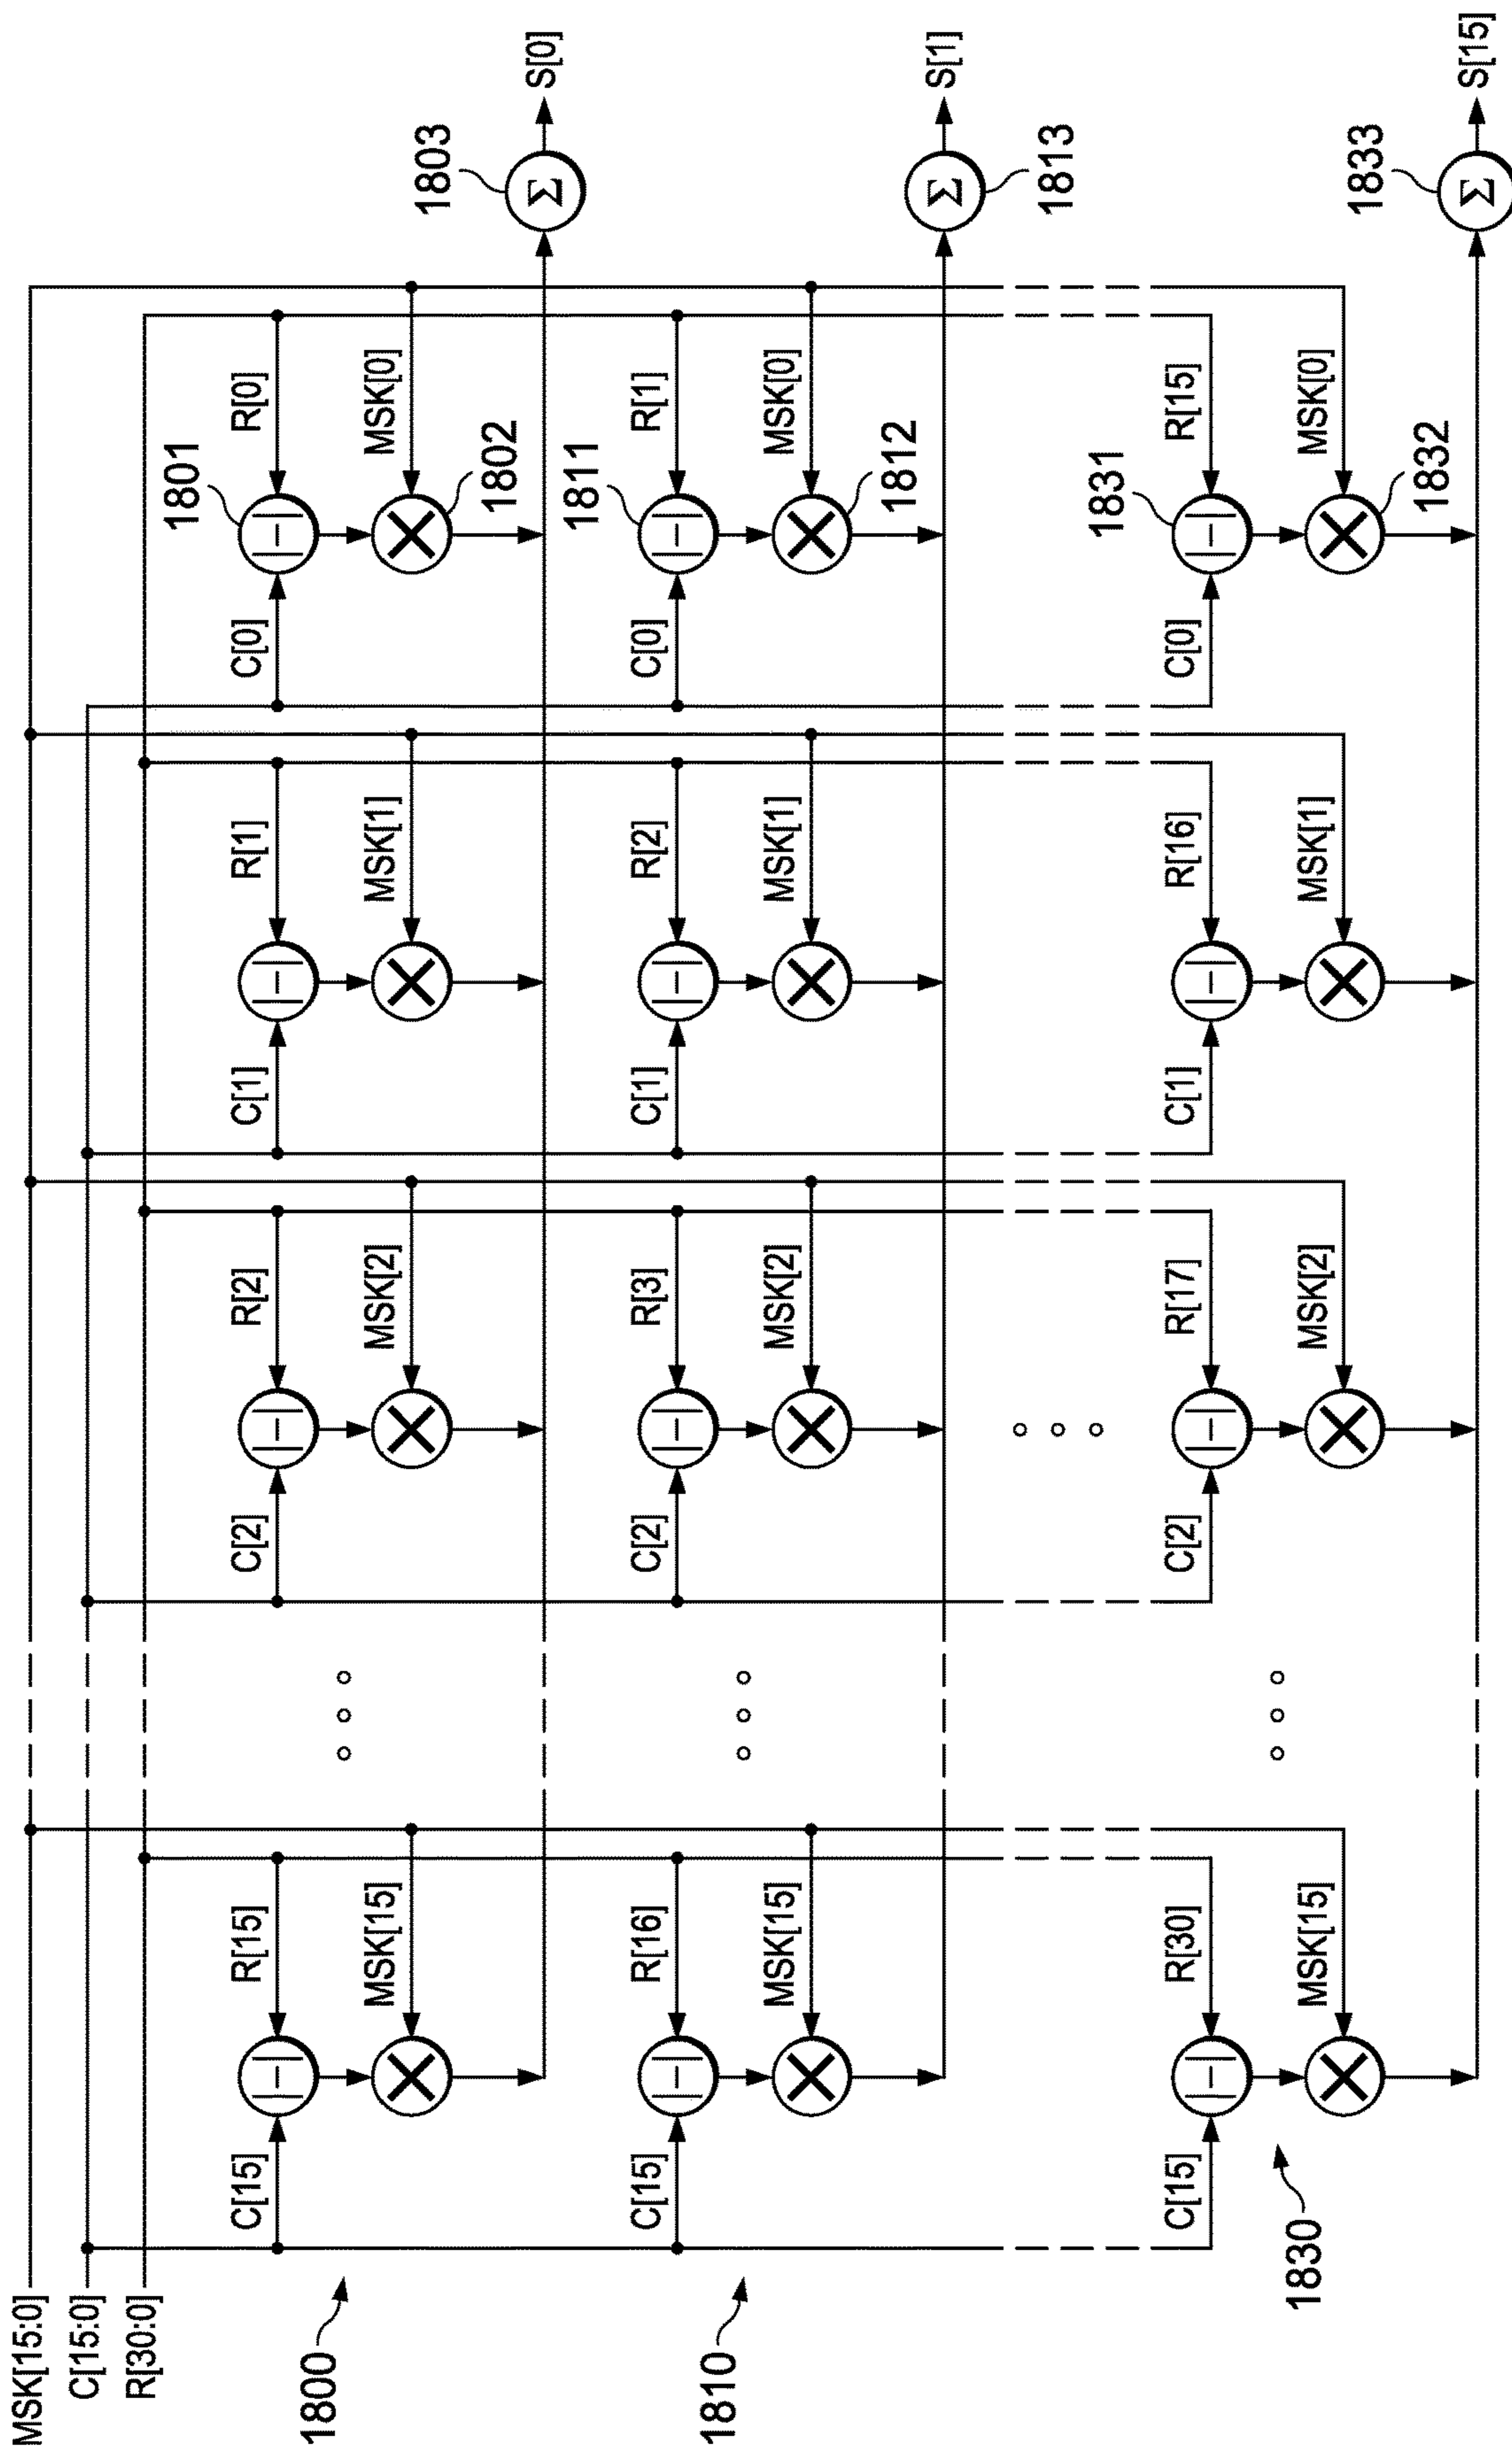 MSK[15:0]
C[15:0]
R[30:0]
1800
C[15]
R[15]
MSK[15]
C[2]
R[2]
MSK[2]
C[1]
R[1]
MSK[1]
C[0]
1801
R[0]
MSK[0]
1802
1803
Σ
S[0]
1810
C[15]
R[16]
MSK[15]
C[2]
R[3]
MSK[2]
C[1]
R[2]
MSK[1]
C[0]
1811
R[1]
MSK[0]
1812
Σ
1813
S[1]
1830
C[15]
R[30]
MSK[15]
C[2]
R[17]
MSK[2]
C[1]
R[16]
MSK[1]
C[0]
1831
R[15]
MSK[0]
1832
1833
Σ
S[15]